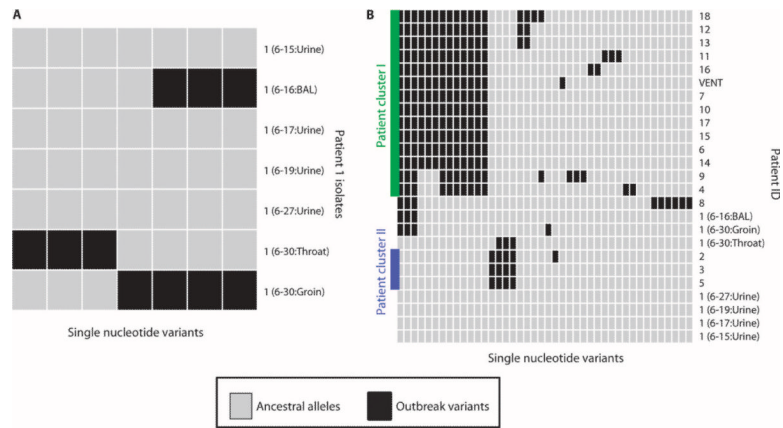 A
1 (6-15:Urine)
1 (6-16:BAL)
1 (6-17:Urine)
1 (6-19:Urine)
1 (6-27:Urine)
1 (6-30:Throat)
1 (6-30:Groin)
Patient 1 isolates
Single nucleotide variants
B
Patient cluster I
Patient cluster II
18
12
13
11
16
VENT
7
10
17
15
6
14
9
4
8
1 (6-16:BAL)
1 (6-30:Groin)
1 (6-30:Throat)
2
3
5
1 (6-27:Urine)
1 (6-19:Urine)
1 (6-17:Urine)
1 (6-15:Urine)
Patient ID
Single nucleotide variants
Ancestral alleles
Outbreak variants